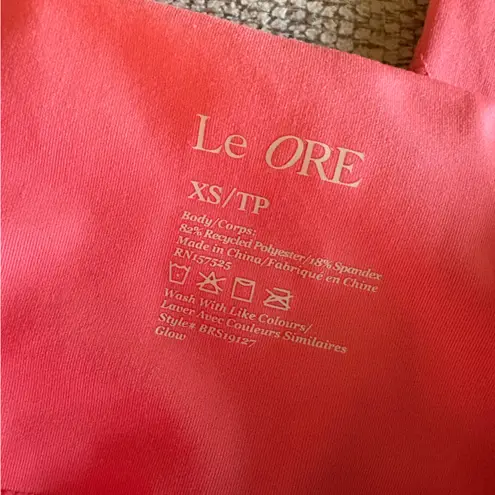 Le ORE
XS/TP
Body/Corps:
82% Recycled Polyester/18% Spandex
Made in China/Fabriqué en Chine
RN157525
Wash With Like Colours/
Laver Avec Couleurs Similaires
Style# BRS19127
Glow